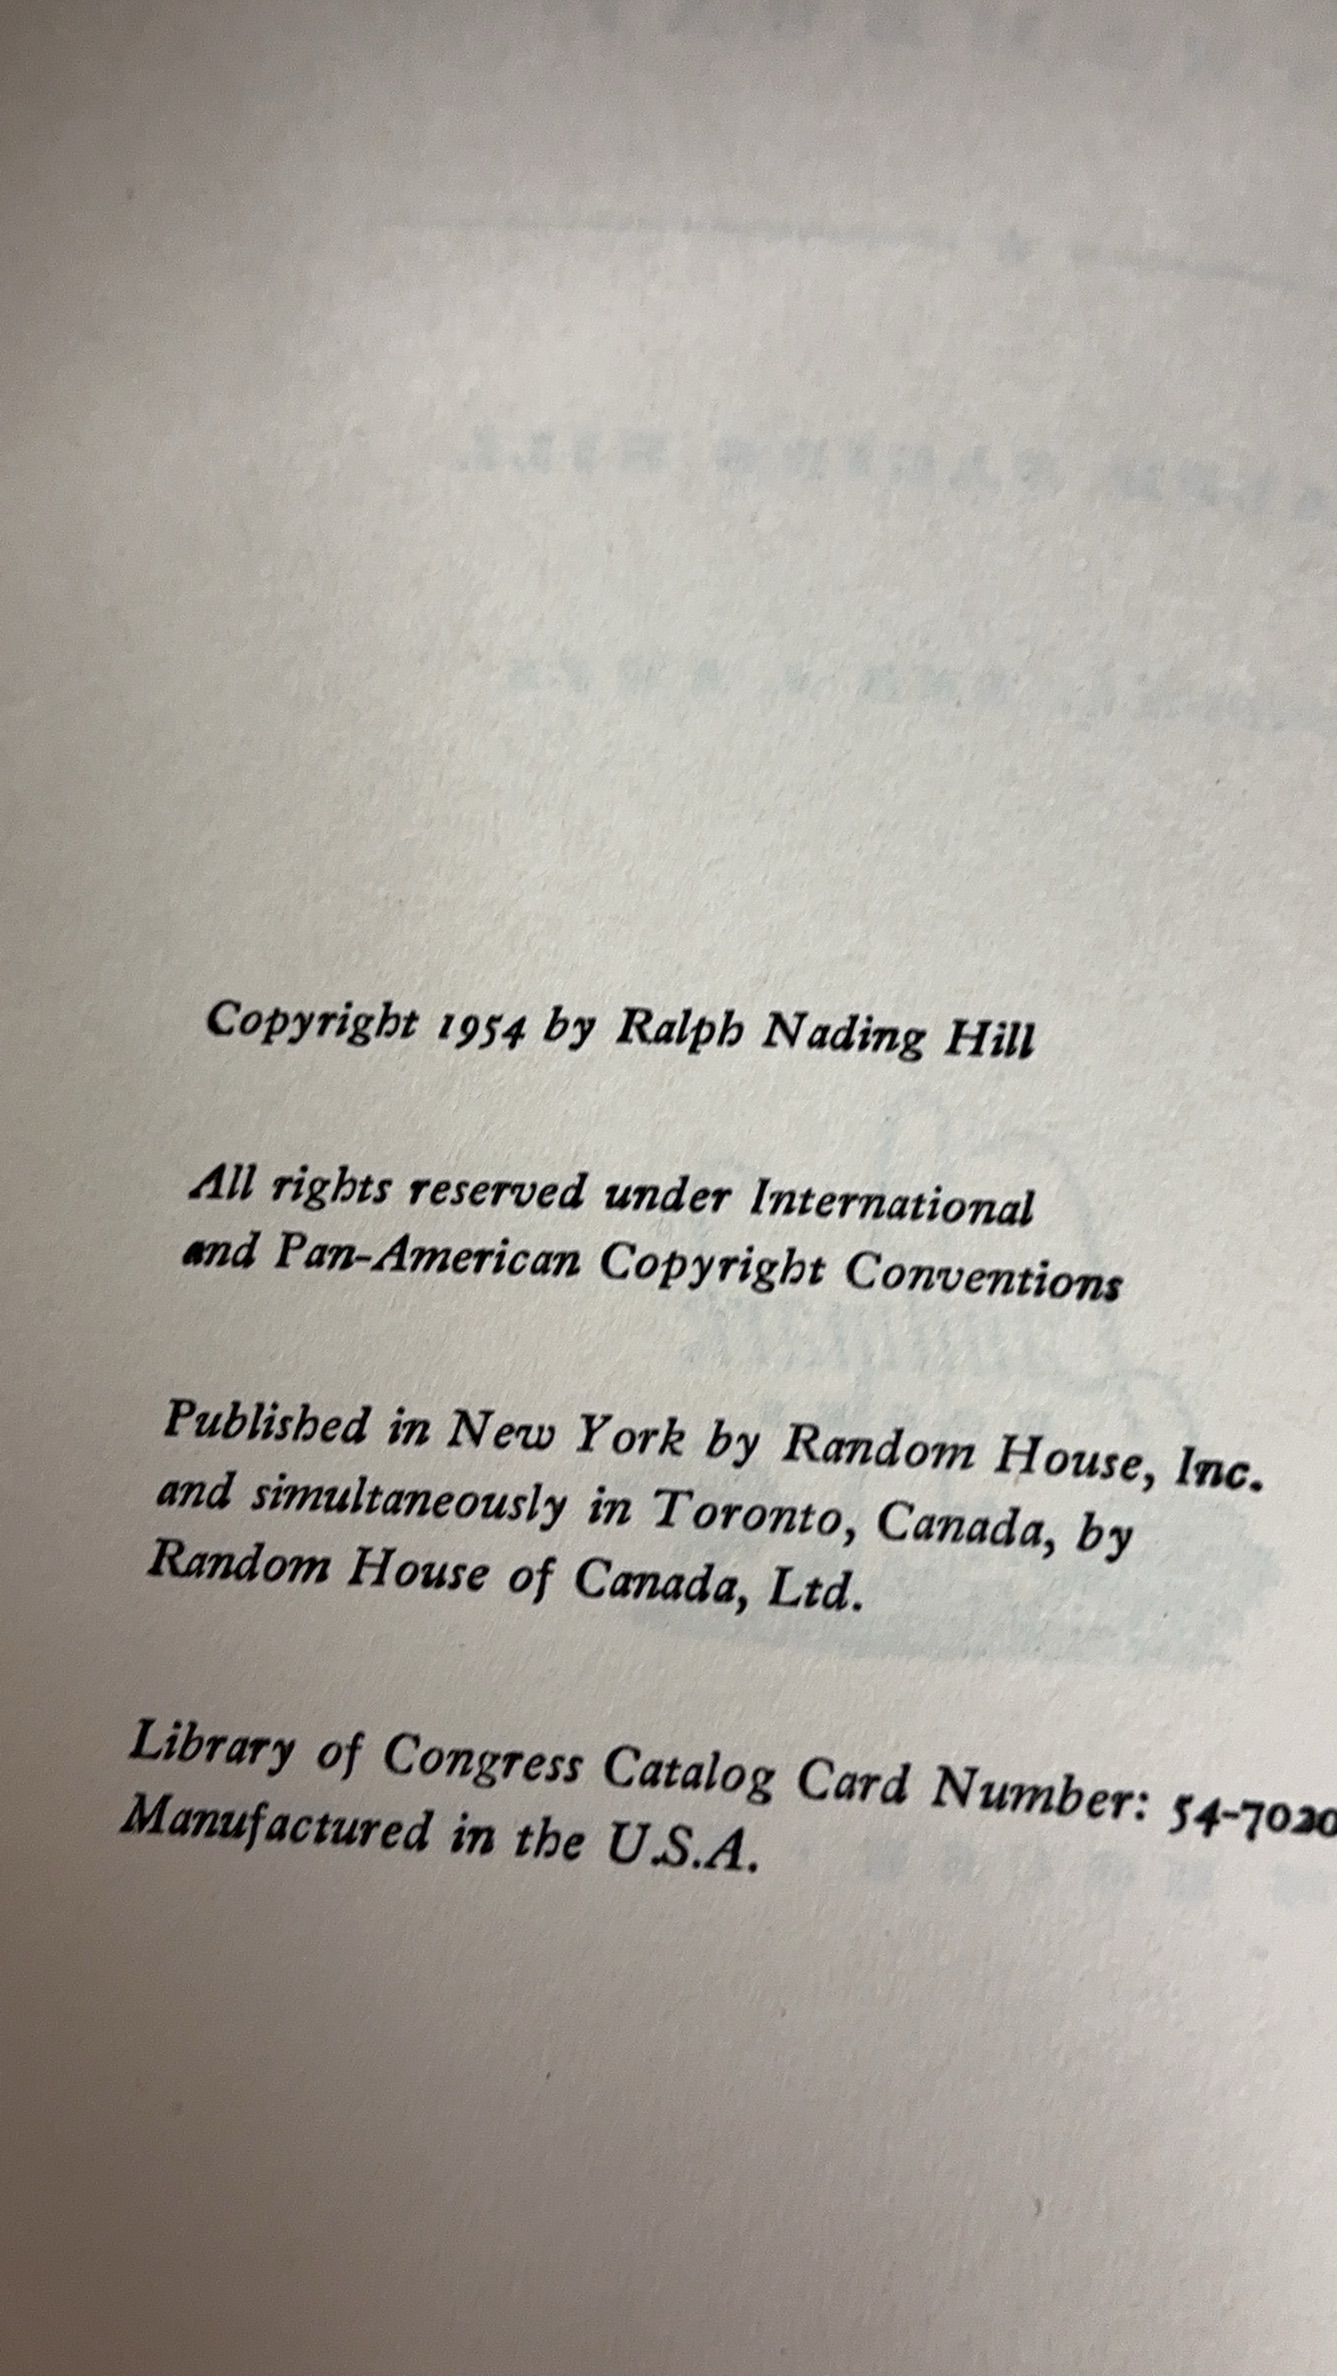 Copyright 1954 by Ralph Nading Hill
All rights reserved under International
and Pan-American Copyright Conventions
Published in New York by Random House, Inc.
and simultaneously in Toronto, Canada, by
Random House of Canada, Ltd.
Library of Congress Catalog Card Number: 54-7020
Manufactured in the U.S.A.